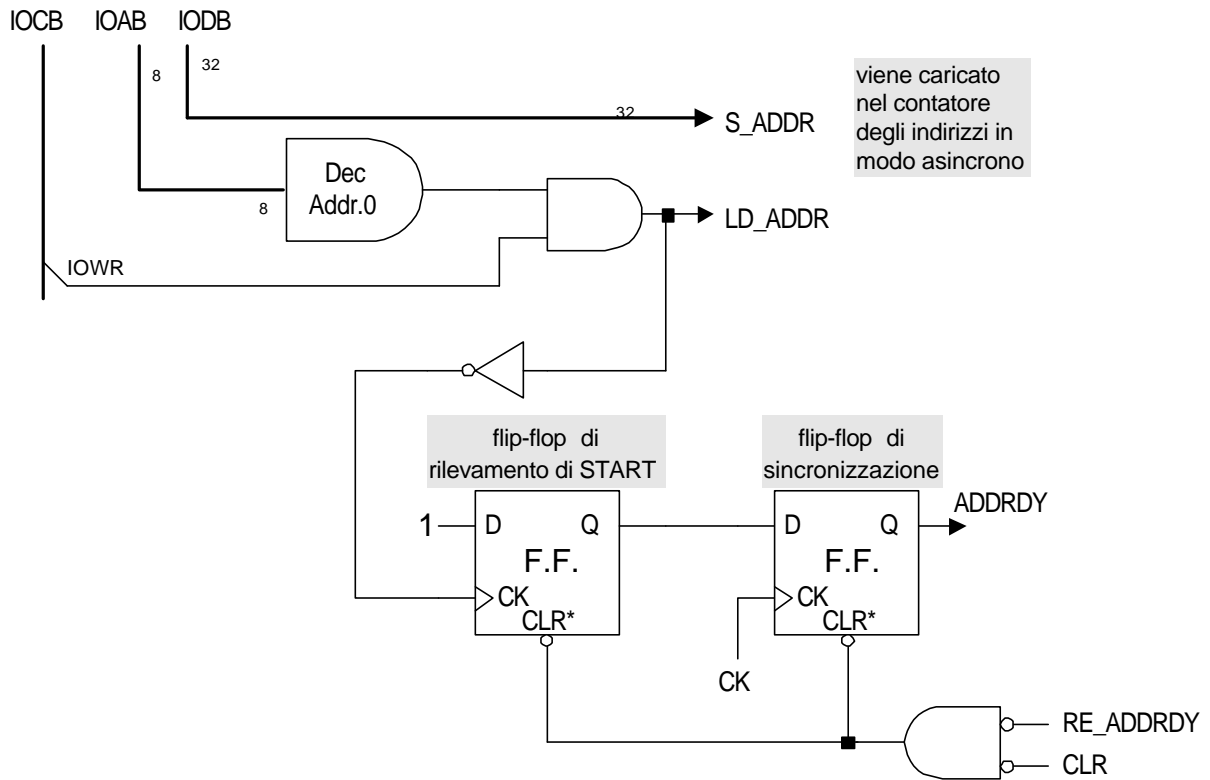 IOCB IOAB IODB
8
32
32
S_ADDR
viene caricato
nel contatore
degli indirizzi in
modo asincrono
Dec
Addr.0
8
LD_ADDR
IOWR
flip-flop di
rilevamento di START
flip-flop di
sincronizzazione
1
D Q
F.F.
CK
CLR*
D Q
F.F.
CK
CLR*
ADDRDY
CK
RE_ADDRDY
CLR